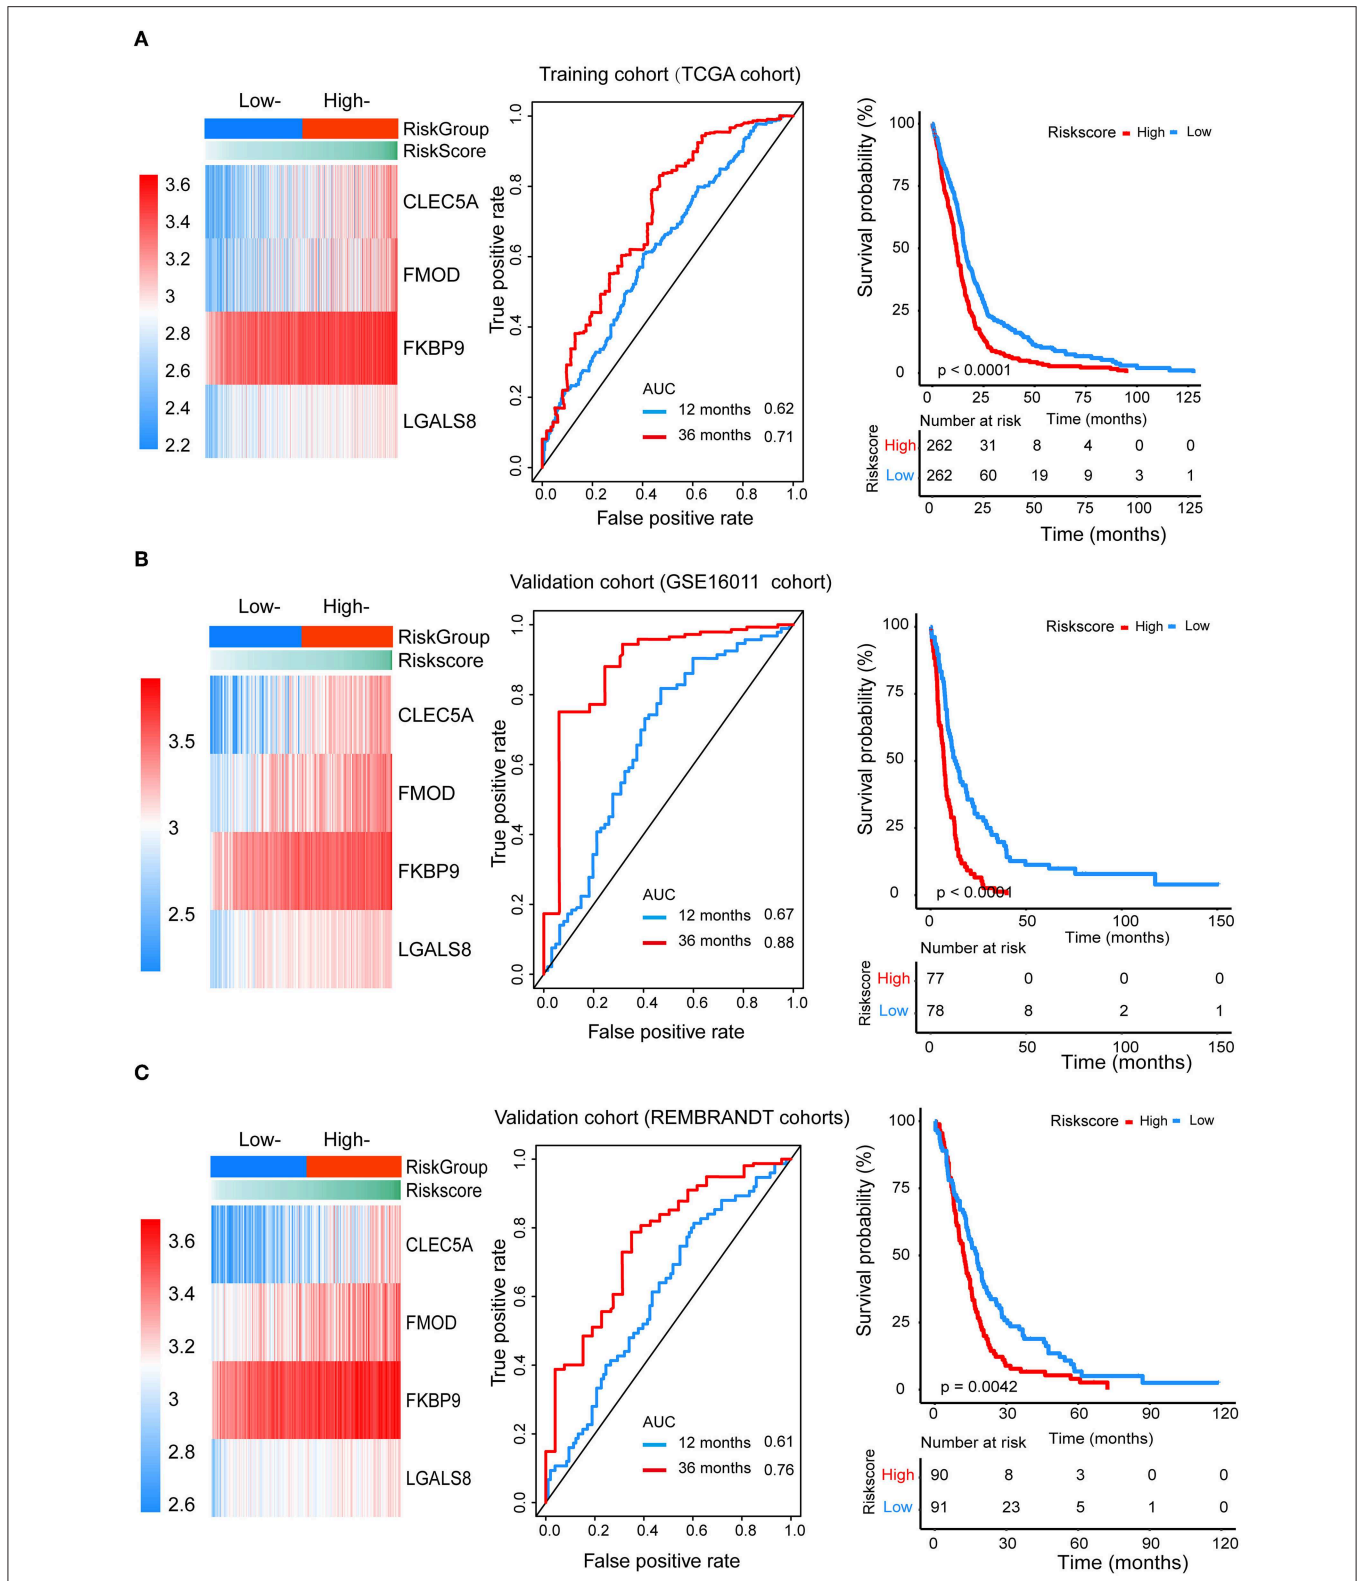 A
Training cohort (TCGA cohort)
Low- High-
RiskGroup
RiskScore
CLEC5A
FMOD
FKBP9
LGALS8
3.6
3.4
3.2
3
2.8
2.6
2.4
2.2
True positive rate
1.0
0.8
0.6
0.4
0.2
0.0
AUC
12 months 0.62
36 months 0.71
0.0 0.2 0.4 0.6 0.8 1.0
False positive rate
Survival probability (%)
Riskscore High Low
100
75
50
25
0
p < 0.0001
0 25 50 75 100 125
Number at risk Time (months)
Riskscore
High 262 31 8 4 0 0
Low 262 60 19 9 3 1
0 25 50 75 100 125
Time (months)
B
Validation cohort (GSE16011 cohort)
Low- High-
RiskGroup
Riskscore
CLEC5A
FMOD
FKBP9
LGALS8
3.5
3
2.5
True positive rate
1.0
0.8
0.6
0.4
0.2
0.0
AUC
12 months 0.67
36 months 0.88
0.0 0.2 0.4 0.6 0.8 1.0
False positive rate
Survival probability (%)
Riskscore High Low
100
75
50
25
0
p < 0.0001
0 50 100 150
Time (months)
Number at risk
Riskscore
High 77 0 0 0
Low 78 8 2 1
0 50 100 150
Time (months)
C
Validation cohort (REMBRANDT cohorts)
Low- High-
RiskGroup
Riskscore
CLEC5A
FMOD
FKBP9
LGALS8
3.6
3.4
3.2
3
2.8
2.6
True positive rate
1.0
0.8
0.6
0.4
0.2
0.0
AUC
12 months 0.61
36 months 0.76
0.0 0.2 0.4 0.6 0.8 1.0
False positive rate
Survival probability (%)
Riskscore High Low
100
75
50
25
0
p = 0.0042
0 30 60 90 120
Number at risk Time (months)
Riskscore
High 90 8 3 0 0
Low 91 23 5 1 0
0 30 60 90 120
Time (months)